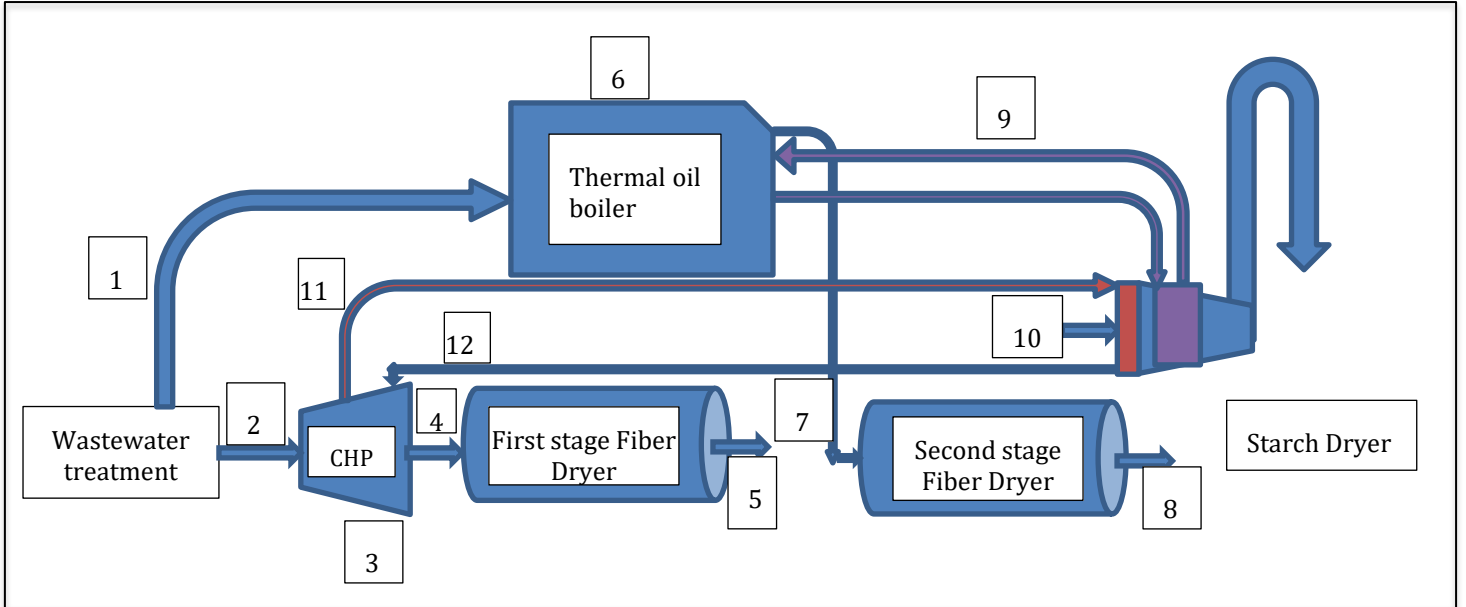 6
9
Thermal oil
boiler
1
11
10
12
2
4
7
Wastewater
treatment
CHP
First stage Fiber
Dryer
Second stage
Fiber Dryer
Starch Dryer
5
8
3